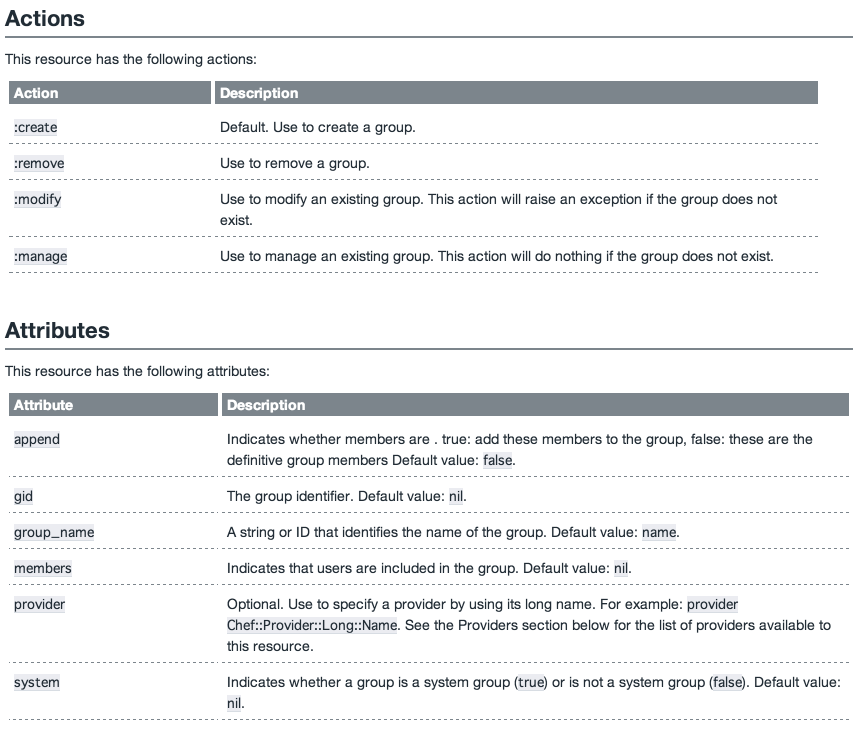 Actions
This resource has the following actions:
Action Description
:create Default. Use to create a group.
:remove Use to remove a group.
:modify Use to modify an existing group. This action will raise an exception if the group does not
exist.
:manage Use to manage an existing group. This action will do nothing if the group does not exist.
Attributes
This resource has the following attributes:
Attribute Description
append Indicates whether members are . true: add these members to the group, false: these are the
definitive group members Default value: false.
gid The group identifier. Default value: nil.
group_name A string or ID that identifies the name of the group. Default value: name.
members Indicates that users are included in the group. Default value: nil.
provider Optional. Use to specify a provider by using its long name. For example: provider
Chef::Provider::Long::Name. See the Providers section below for the list of providers available to
this resource.
system Indicates whether a group is a system group (true) or is not a system group (false). Default value:
nil.